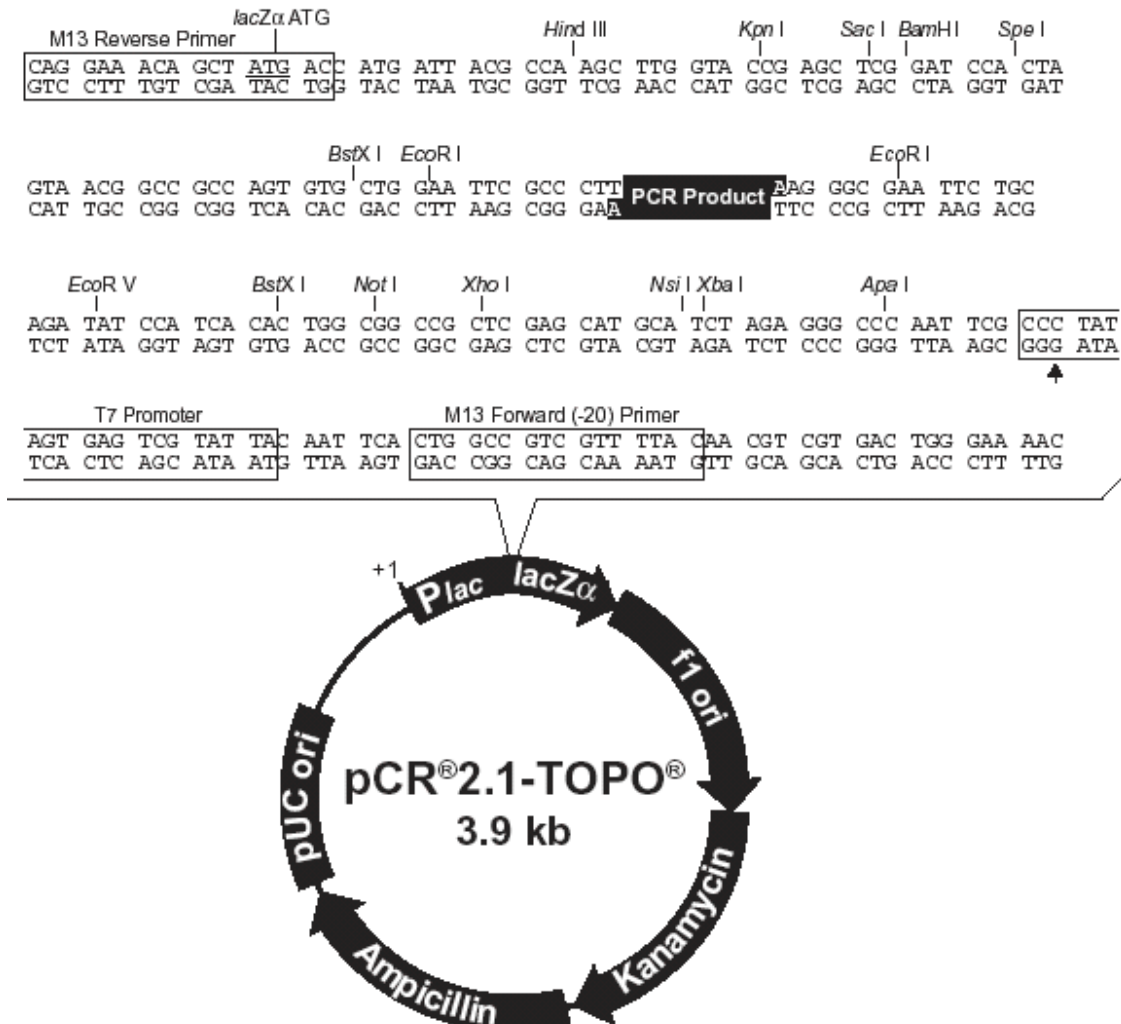 lacZα ATG
M13 Reverse Primer Hind III Kpn I Sac I BamH I Spe I
CAG GAA ACA GCT ATG ACC ATG ATT ACG CCA AGC TTG GTA CCG AGC TCG GAT CCA CTA
GTC CTT TGT CGA TAC TGG TAC TAA TGC GGT TCG AAC CAT GGC TCG AGC CTA GGT GAT
BstX I EcoR I EcoR I
GTA ACG GCC GCC AGT GTG CTG GAA TTC GCC CTT PCR Product AAG GGC GAA TTC TGC
CAT TGC CGG CGG TCA CAC GAC CTT AAG CGG GAA TTC CCG CTT AAG ACG
EcoR V BstX I Not I Xho I Nsi I Xba I Apa I
AGA TAT CCA TCA CAC TGG CGG CCG CTC GAG CAT GCA TCT AGA GGG CCC AAT TCG CCC TAT
TCT ATA GGT AGT GTG ACC GCC GGC GAG CTC GTA CGT AGA TCT CCC GGG TTA AGC GGG ATA
T7 Promoter M13 Forward (-20) Primer
AGT GAG TCG TAT TAC AAT TCA CTG GCC GTC GTT TTA CAA CGT CGT GAC TGG GAA AAC
TCA CTC AGC ATA ATG TTA AGT GAC CGG CAG CAA AAT GTT GCA GCA CTG ACC CTT TTG
+1
Plac lacZα
f1 ori
pUC ori
pCR®2.1-TOPO®
3.9 kb
Kanamycin
Ampicillin